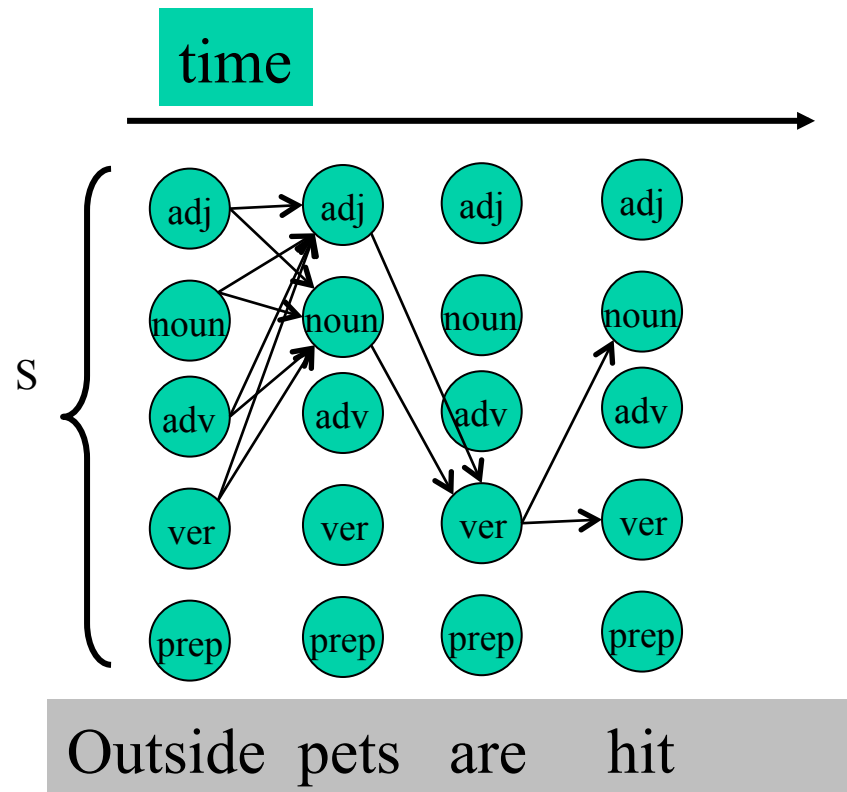 time
adj adj adj adj
noun noun noun noun
S
adv adv adv adv
ver ver ver ver
prep prep prep prep
Outside pets are hit